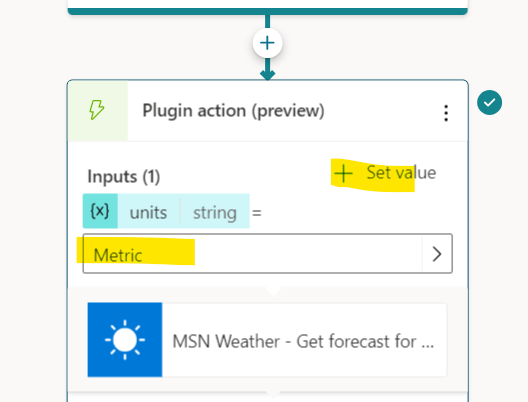 Plugin action (preview)
Inputs (1)
+ Set value
{x} units string =
Metric
MSN Weather - Get forecast for ...